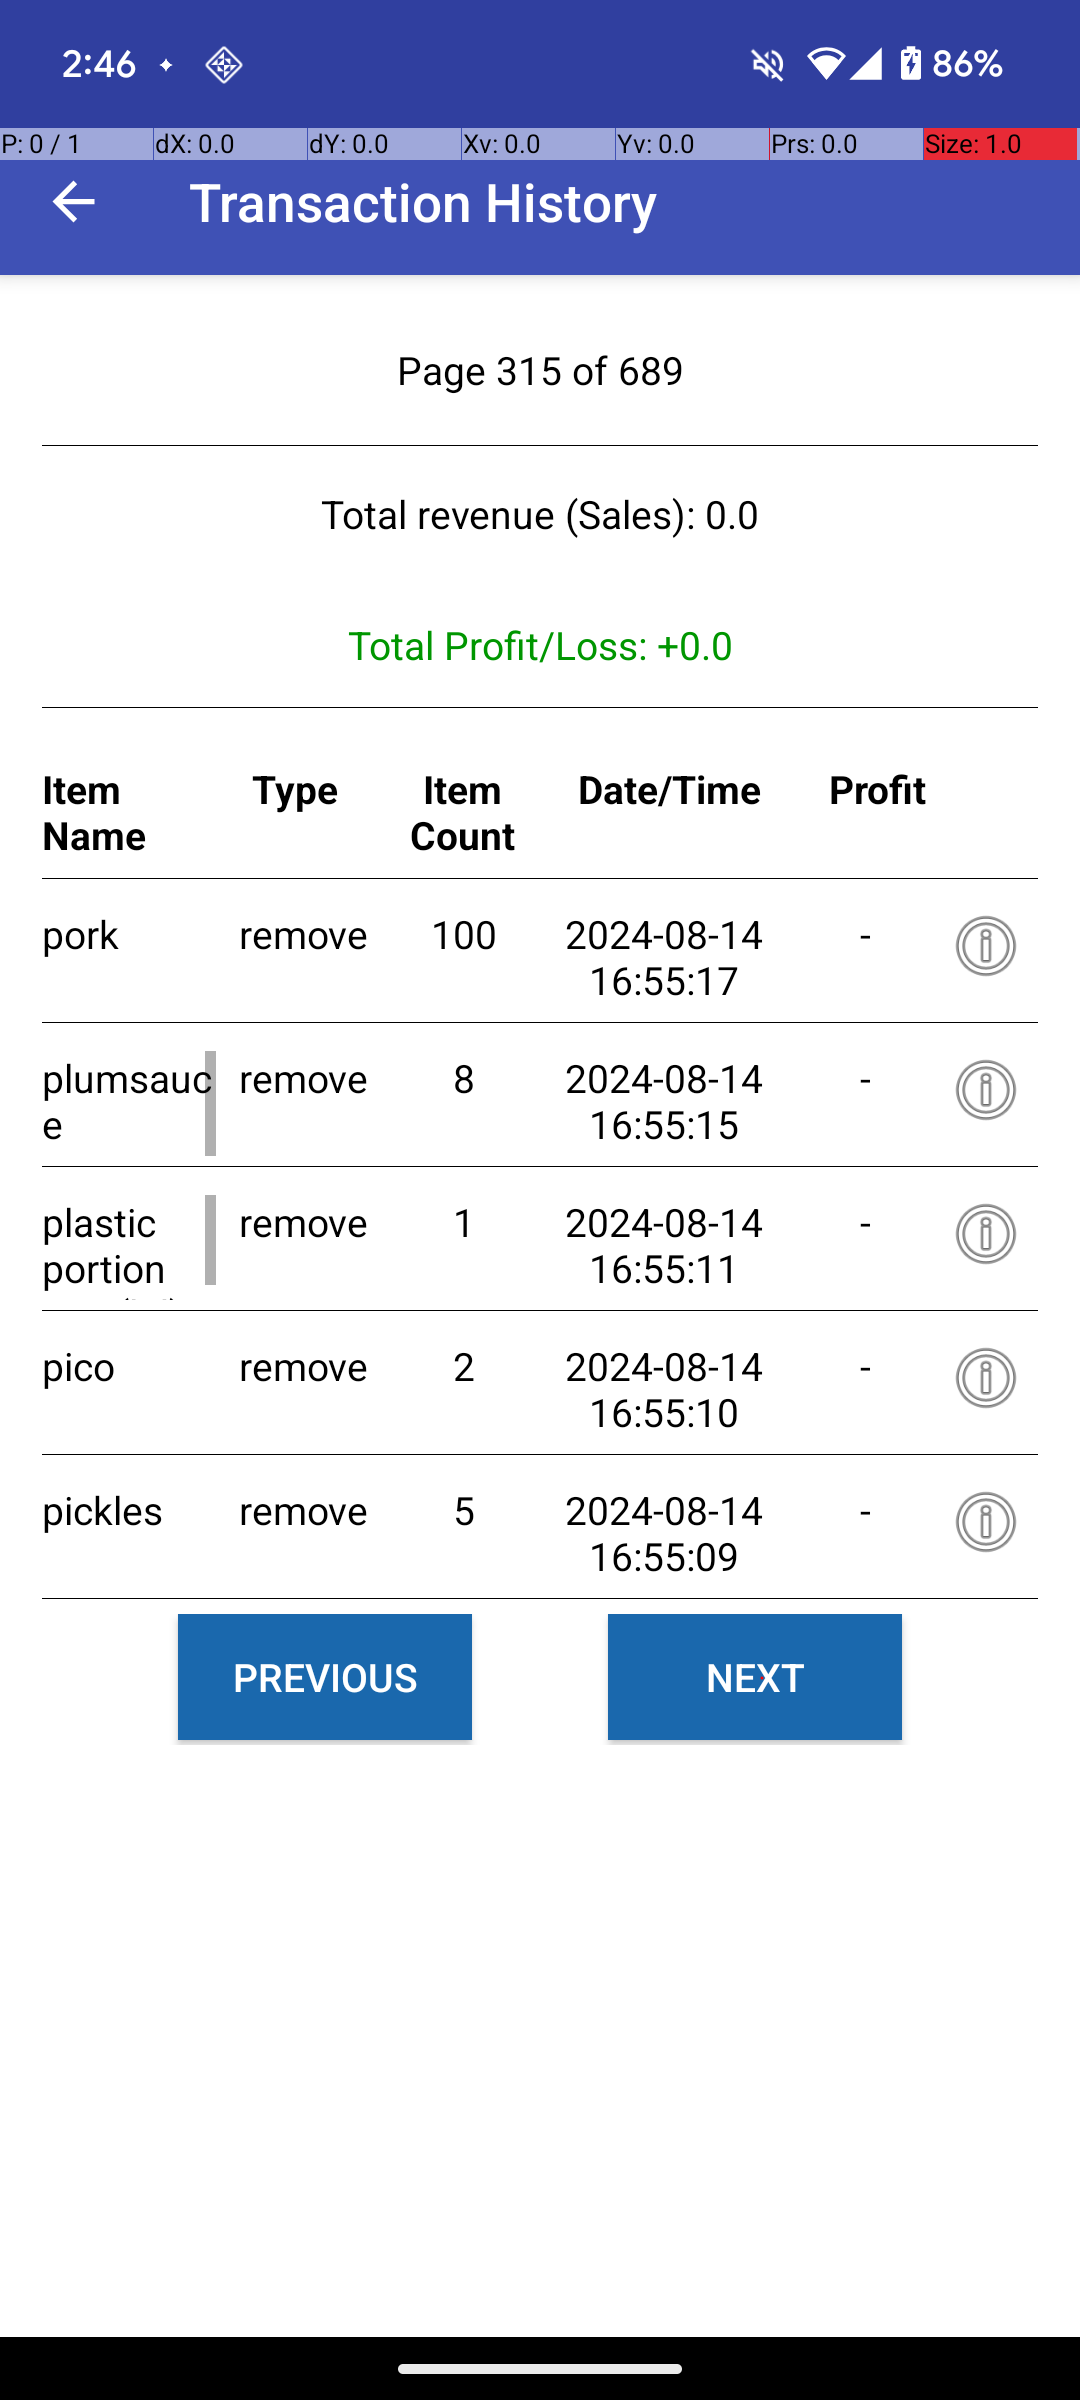 2:46
86%
P: 0 / 1 dX: 0.0 dY: 0.0 Xv: 0.0 Yv: 0.0 Prs: 0.0 Size: 1.0
Transaction History
Page 315 of 689
Total revenue (Sales): 0.0
Total Profit/Loss: +0.0
Item Name Type Item Count Date/Time Profit
pork remove 100 2024-08-14 16:55:17 -
plumsauce remove 8 2024-08-14 16:55:15 -
plastic portion remove 1 2024-08-14 16:55:11 -
pico remove 2 2024-08-14 16:55:10 -
pickles remove 5 2024-08-14 16:55:09 -
PREVIOUS NEXT